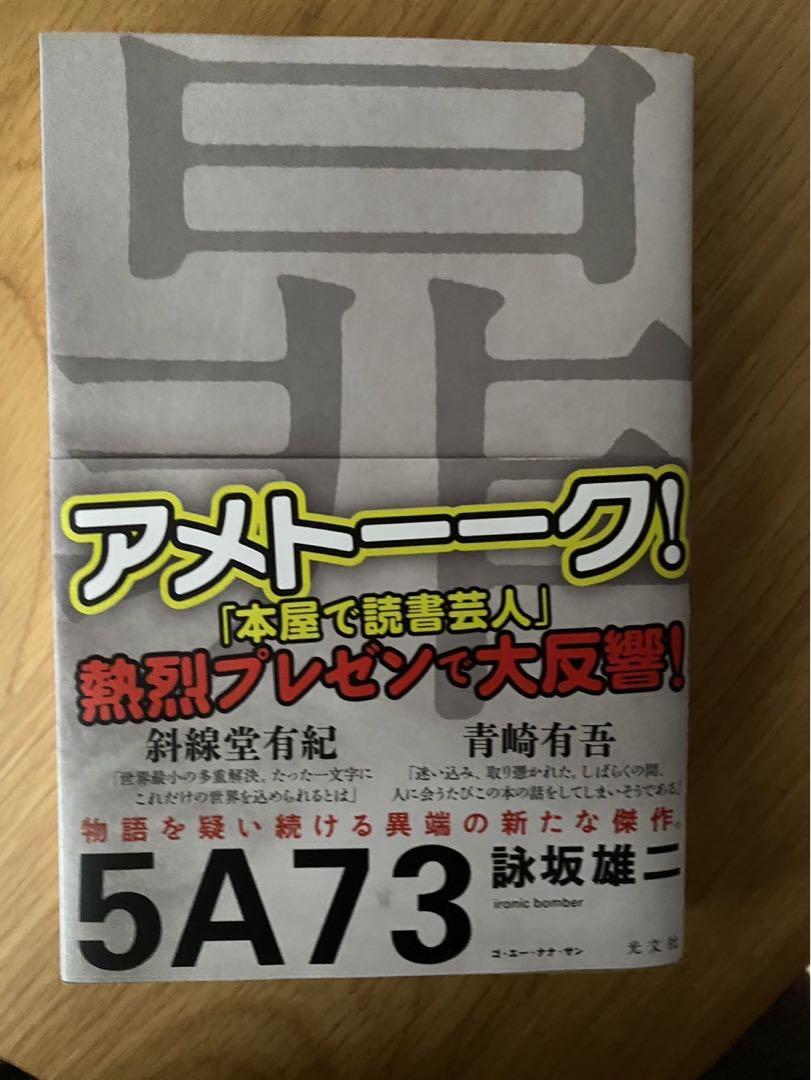 暃
アメトーーク!
「本屋で読書芸人」
熱烈プレゼンで大反響!
斜線堂有紀
「世界最小の多重解決。たった一文字に
これだけの世界を込められるとは」
青崎有吾
「迷い込み、取り憑かれた。しばらくの間、
人に会うたびこの本の話をしてしまいそうである」
物語を疑い続ける異端の新たな傑作。
5A73
詠坂雄二
ironic bomber
ゴ・エー・ナナ・サン
光文社